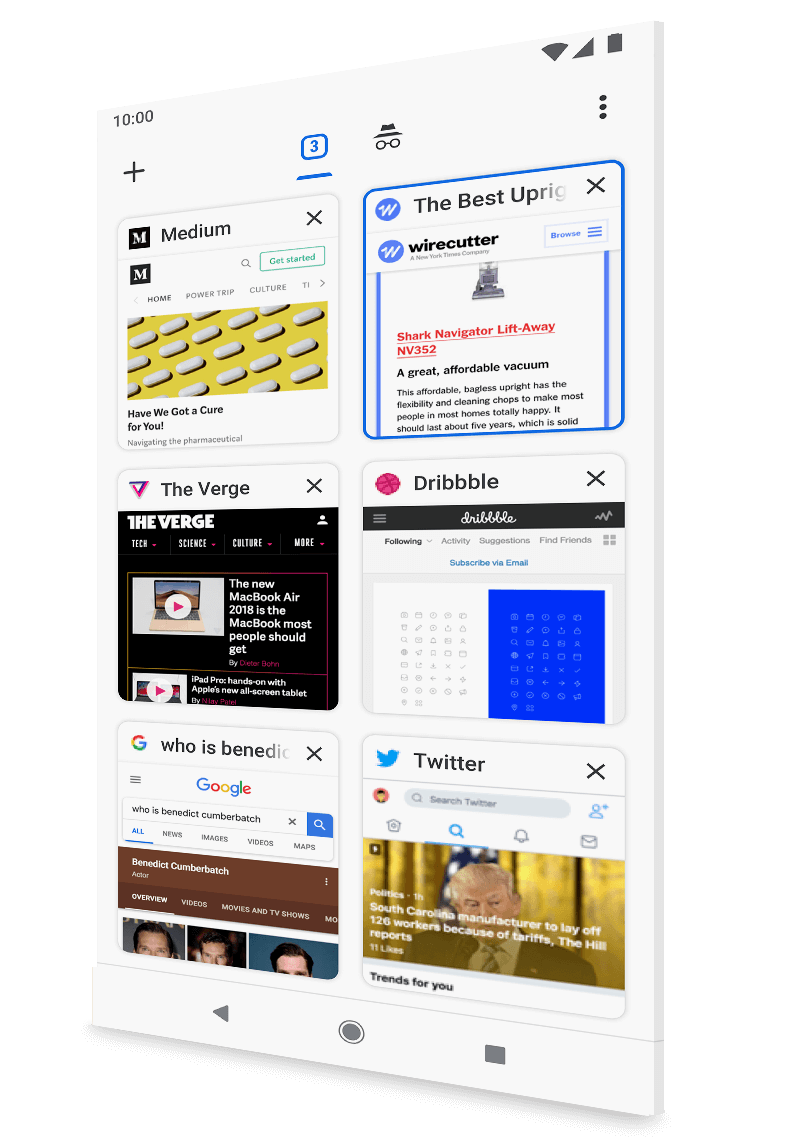 10:00
3
Medium
M
Get started
HOME POWER TRIP CULTURE TI
Have We Got a Cure
for You!
Navigating the pharmaceutical
The Best Uprig
wirecutter
A New York Times Company
Browse
Shark Navigator Lift-Away
NV352
A great, affordable vacuum
This affordable, bagless upright has the
flexibility and cleaning chops to make most
people in most homes totally happy. It
should last about five years, which is solid
The Verge
THE VERGE
TECH SCIENCE CULTURE MORE
The new
MacBook Air
2018 is the
MacBook most
people should
get
By Dieter Bohn
iPad Pro: hands-on with
Apple's new all-screen tablet
By Nilay Patel
Dribbble
dribbble
Following Activity Suggestions Find Friends
Subscribe via Email
who is benedic
Google
who is benedict cumberbatch
ALL NEWS IMAGES VIDEOS MAPS
Benedict Cumberbatch
Actor
OVERVIEW VIDEOS MOVIES AND TV SHOWS MO
Twitter
Search Twitter
Politics · 1h
South Carolina manufacturer to lay off
126 workers because of tariffs, The Hill
reports
11 Likes
Trends for you